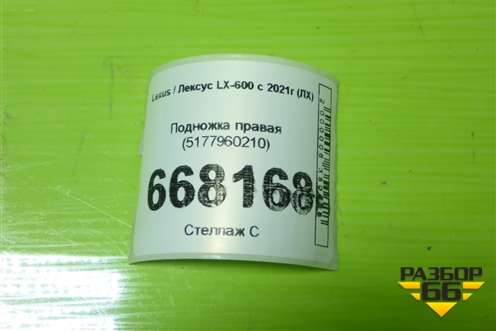 Lexus / Лексус LX-600 с 2021г (ЛХ)
Подножка правая
(5177960210)
668168
Стеллаж С
РАЗБОР
66